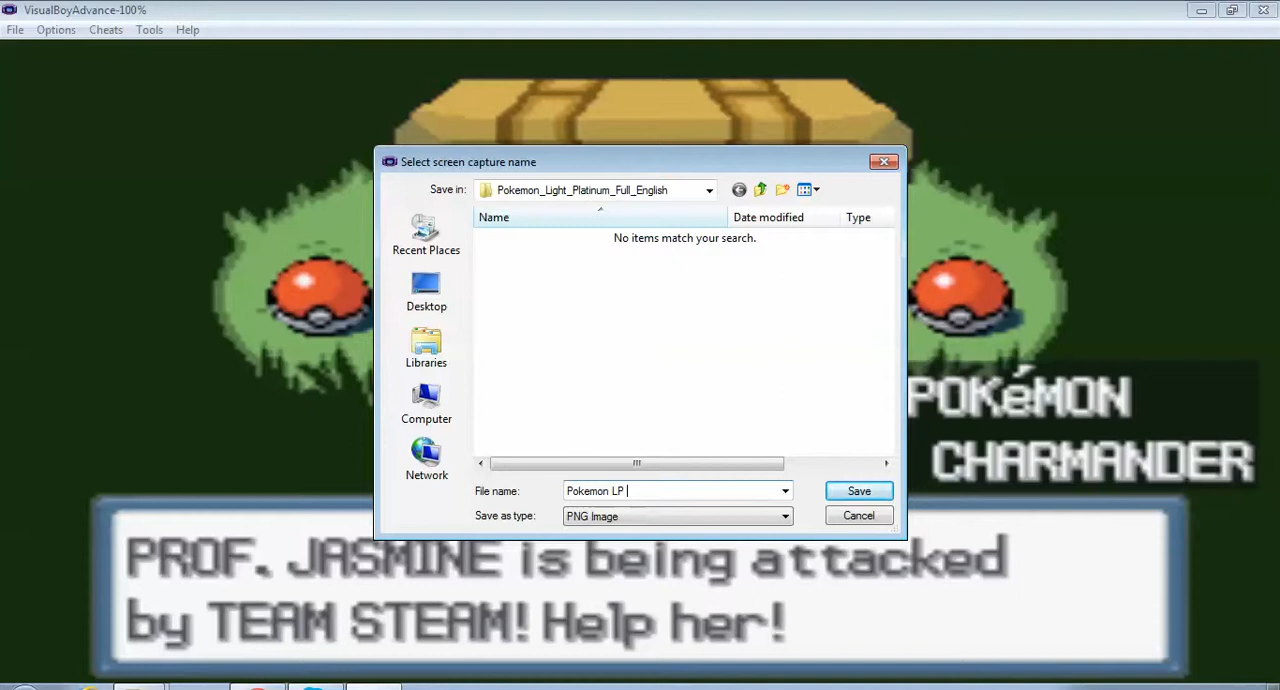 VisualBoyAdvance-100%
File Options Cheats Tools Help
Select screen capture name
Save in: Pokemon_Light_Platinum_Full_English
Name Date modified Type
No items match your search.
Recent Places
Desktop
Libraries
Computer
Network
File name: Pokemon LP
Save
Save as type: PNG Image
Cancel
POKéMON
CHARMANDER
PROF. JASMINE is being attacked
by TEAM STEAM! Help her!